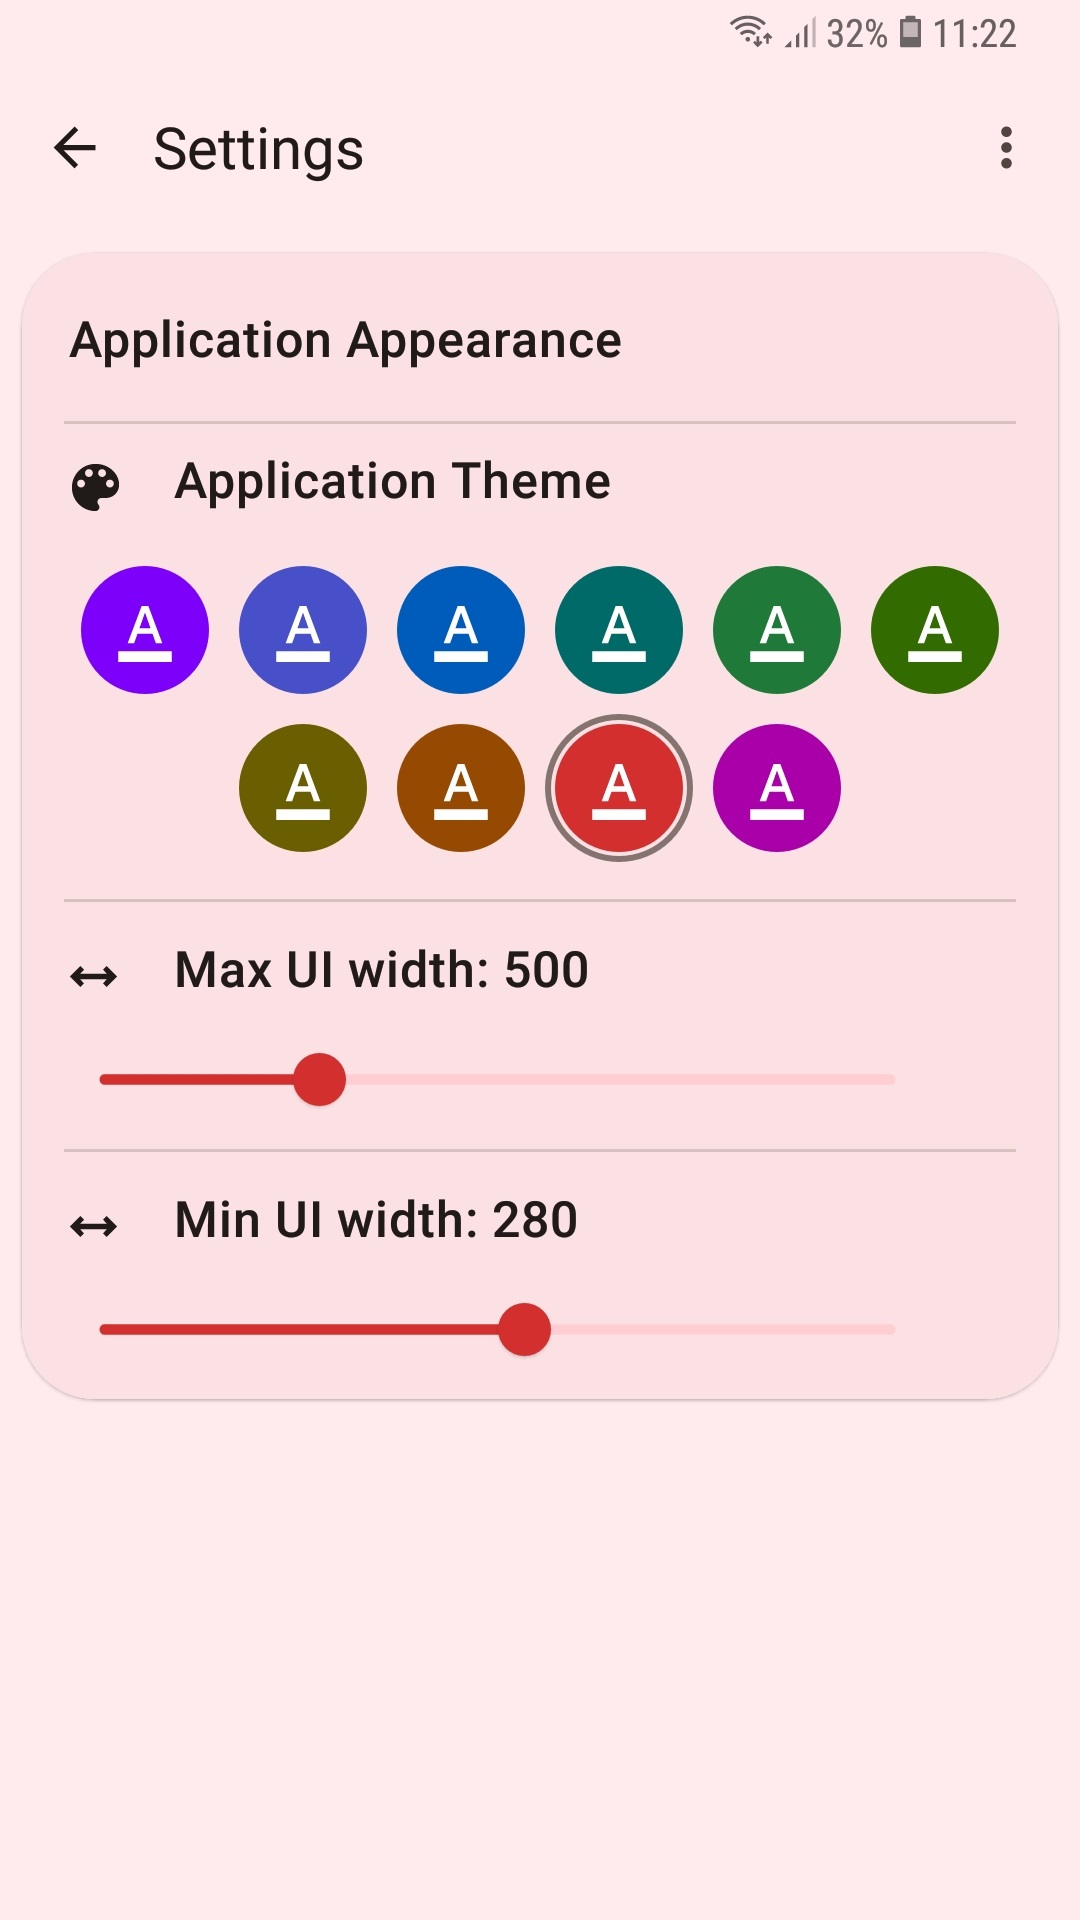 32% 11:22
Settings
Application Appearance
Application Theme
A A A A A A
A A A A
Max UI width: 500
Min UI width: 280